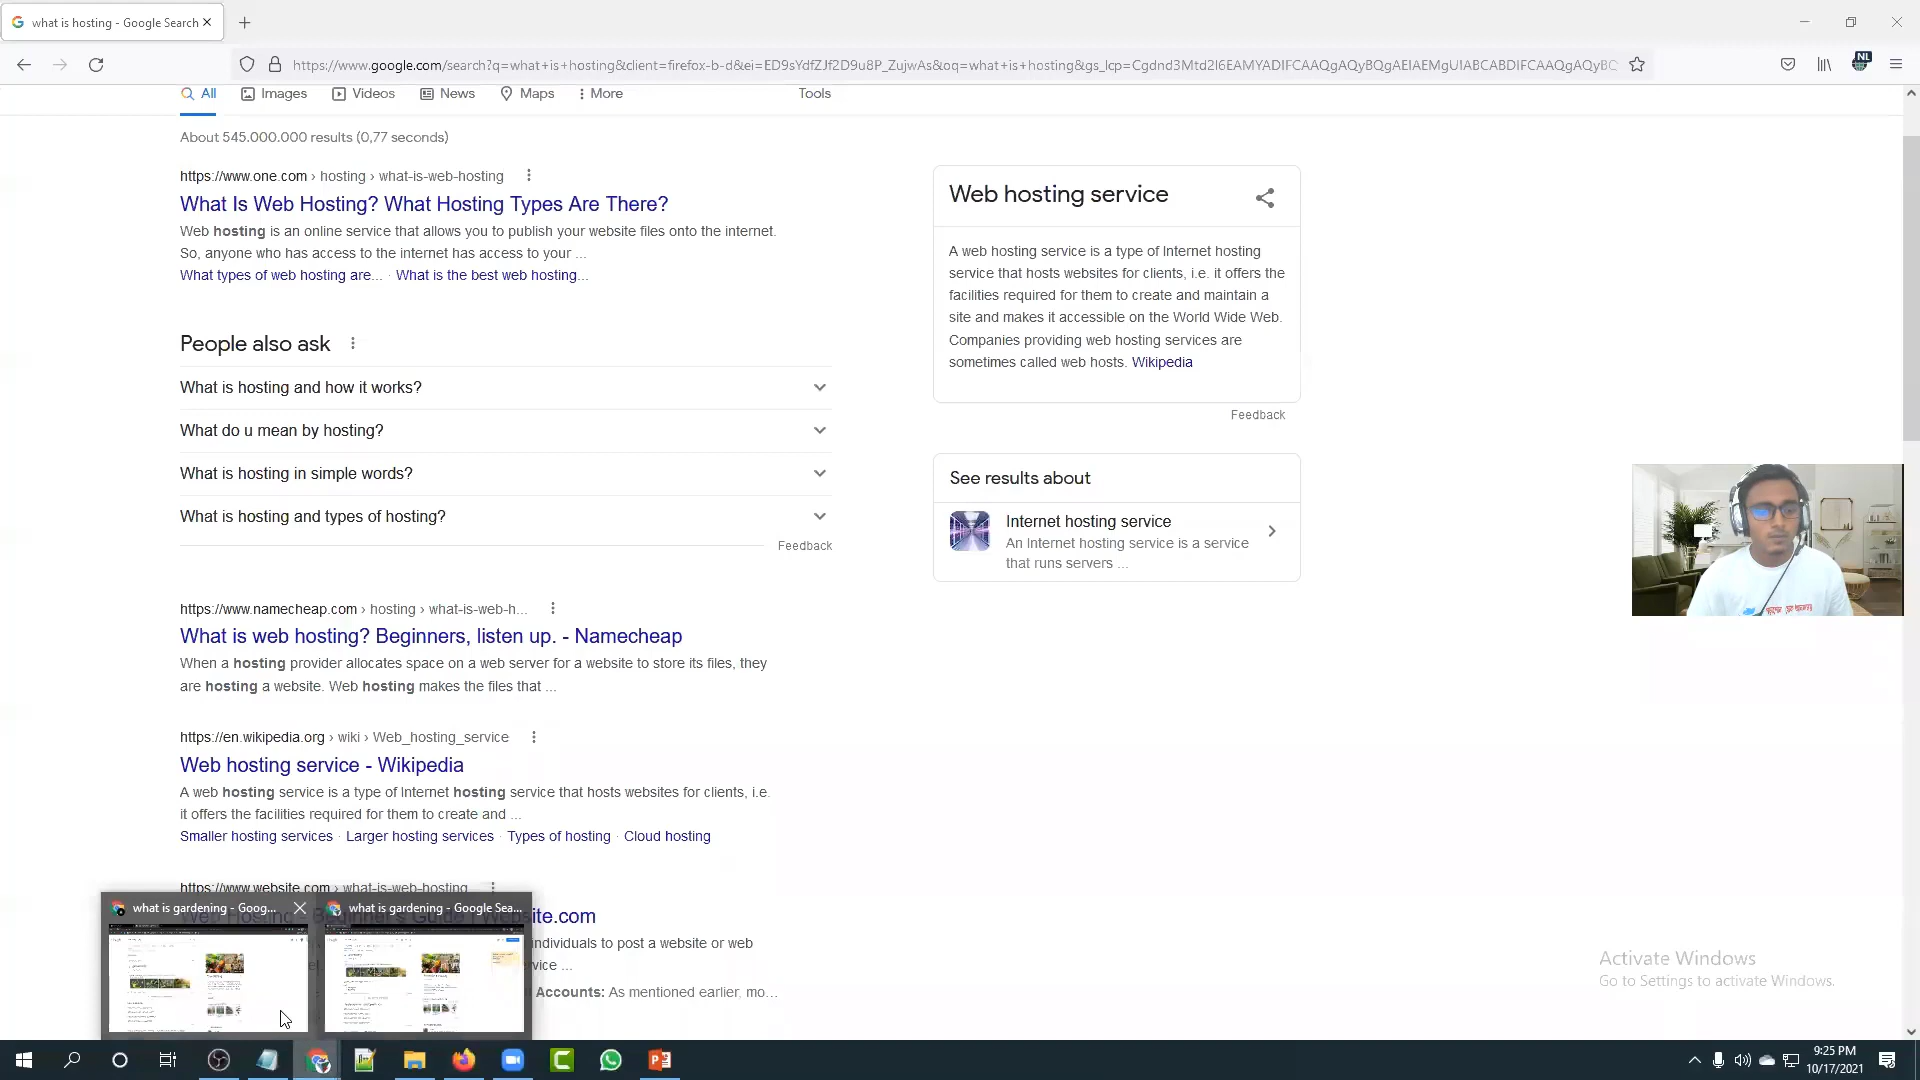 what is hosting - Google Search
https://www.google.com/search?q=what+is+hosting&client=firefox-b-d&ei=ED9sYdfZJf2D9u8P_ZujwAs&oq=what+is+hosting&gs_lcp=Cgdnd3Mtd2l6EAMYADIFCAAQgAQyBQgAEIAEMgUIABCABDIFCAAQgAQyBC
NL
All
Images
Videos
News
Maps
More
Tools
About 545.000.000 results (0,77 seconds)
https://www.one.com › hosting › what-is-web-hosting
What Is Web Hosting? What Hosting Types Are There?
Web hosting is an online service that allows you to publish your website files onto the internet.
So, anyone who has access to the internet has access to your ...
What types of web hosting are... · What is the best web hosting...
People also ask
What is hosting and how it works?
What do u mean by hosting?
What is hosting in simple words?
What is hosting and types of hosting?
Feedback
https://www.namecheap.com › hosting › what-is-web-h...
What is web hosting? Beginners, listen up. - Namecheap
When a hosting provider allocates space on a web server for a website to store its files, they
are hosting a website. Web hosting makes the files that ...
https://en.wikipedia.org › wiki › Web_hosting_service
Web hosting service - Wikipedia
A web hosting service is a type of Internet hosting service that hosts websites for clients, i.e.
it offers the facilities required for them to create and ...
Smaller hosting services · Larger hosting services · Types of hosting · Cloud hosting
https://www.website.com › what-is-web-hosting
Web Hosting - Beginner's Guide | Website.com
individuals to post a website or web
vice ...
Accounts: As mentioned earlier, mo...
Web hosting service
A web hosting service is a type of Internet hosting
service that hosts websites for clients, i.e. it offers the
facilities required for them to create and maintain a
site and makes it accessible on the World Wide Web.
Companies providing web hosting services are
sometimes called web hosts. Wikipedia
Feedback
See results about
Internet hosting service
An Internet hosting service is a service
that runs servers ...
what is gardening - Goog...
what is gardening - Google Sea...
Activate Windows
Go to Settings to activate Windows.
9:25 PM
10/17/2021